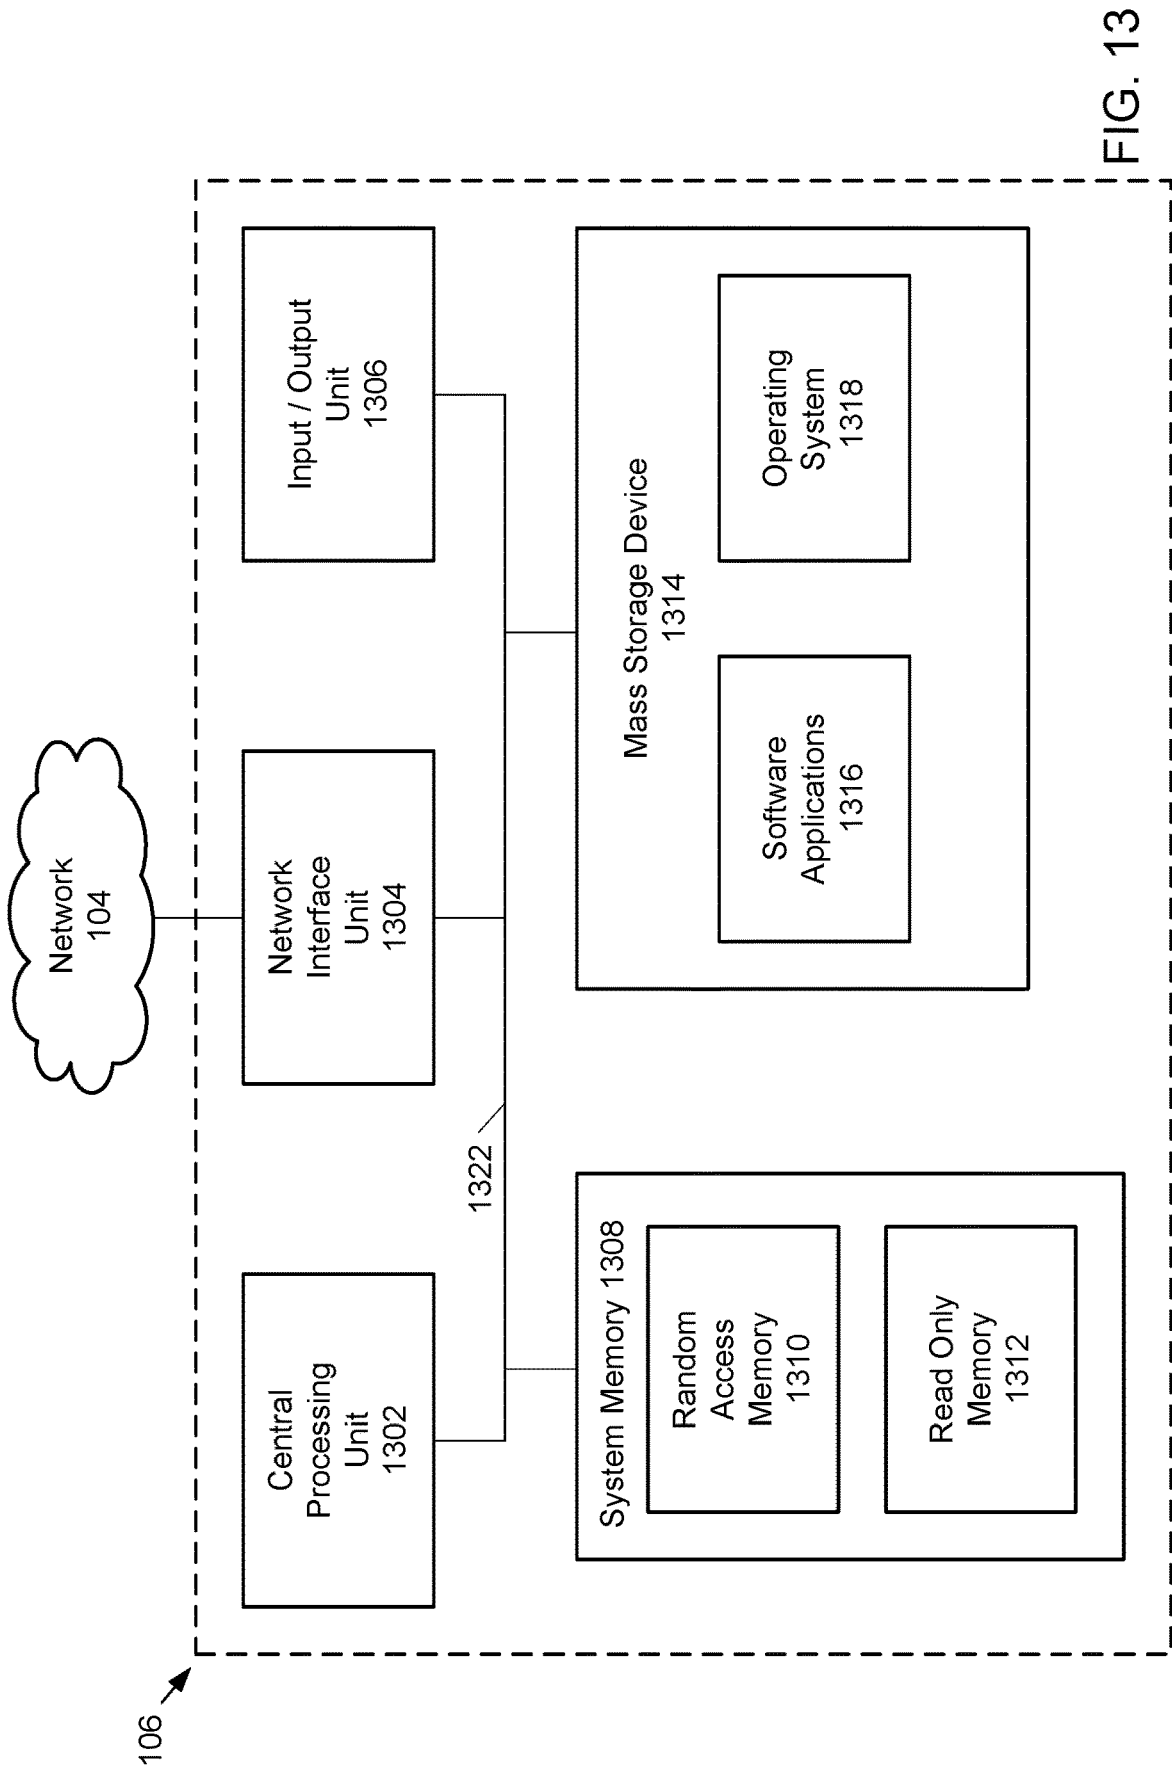 Network
104
106
Central
Processing
Unit
1302
Network
Interface
Unit
1304
Input / Output
Unit
1306
1322
System Memory 1308
Random
Access
Memory
1310
Read Only
Memory
1312
Mass Storage Device
1314
Software
Applications
1316
Operating
System
1318
FIG. 13